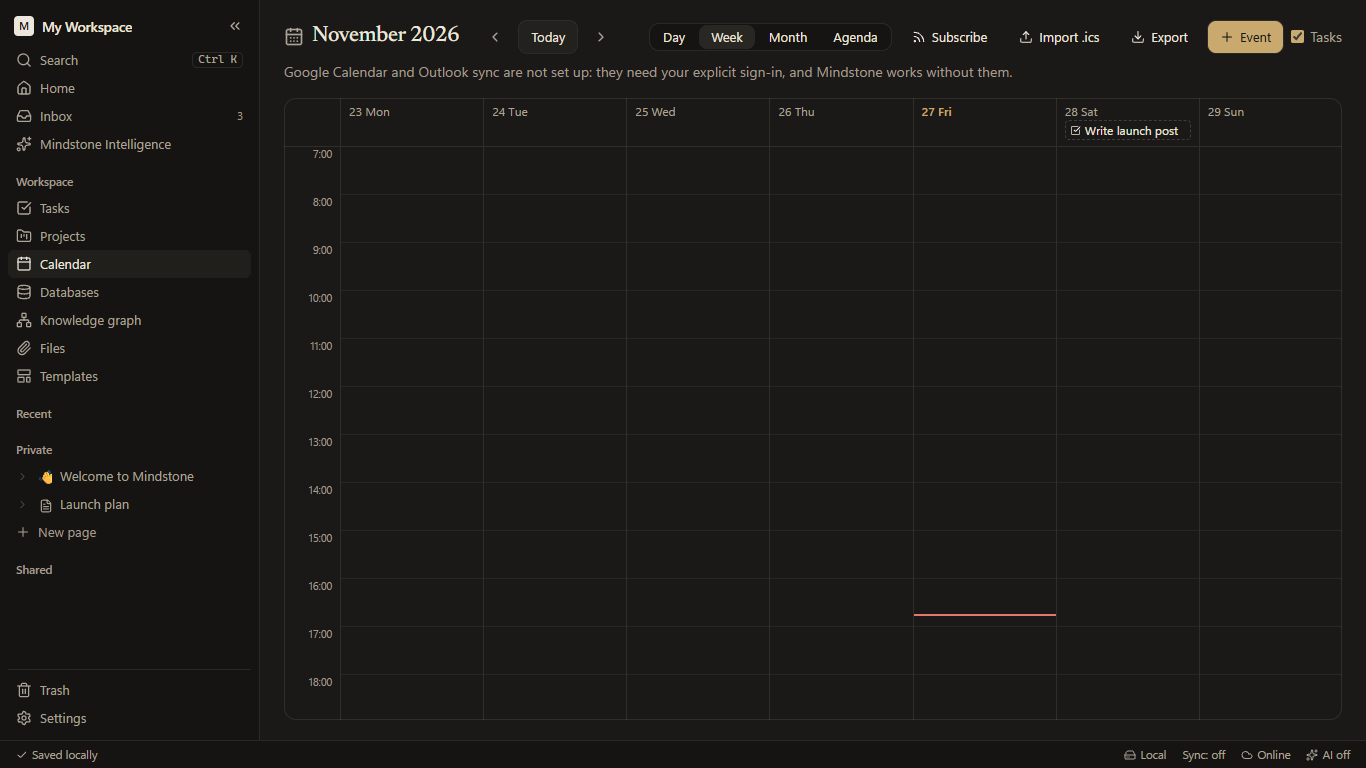 M My Workspace
Search Ctrl K
Home
Inbox 3
Mindstone Intelligence
Workspace
Tasks
Projects
Calendar
Databases
Knowledge graph
Files
Templates
Recent
Private
Welcome to Mindstone
Launch plan
New page
Shared
Trash
Settings
November 2026
Today
Day Week Month Agenda
Subscribe
Import .ics
Export
+ Event
Tasks
Google Calendar and Outlook sync are not set up: they need your explicit sign-in, and Mindstone works without them.
23 Mon 24 Tue 25 Wed 26 Thu 27 Fri 28 Sat 29 Sun
Write launch post
7:00
8:00
9:00
10:00
11:00
12:00
13:00
14:00
15:00
16:00
17:00
18:00
Saved locally
Local Sync: off Online AI off